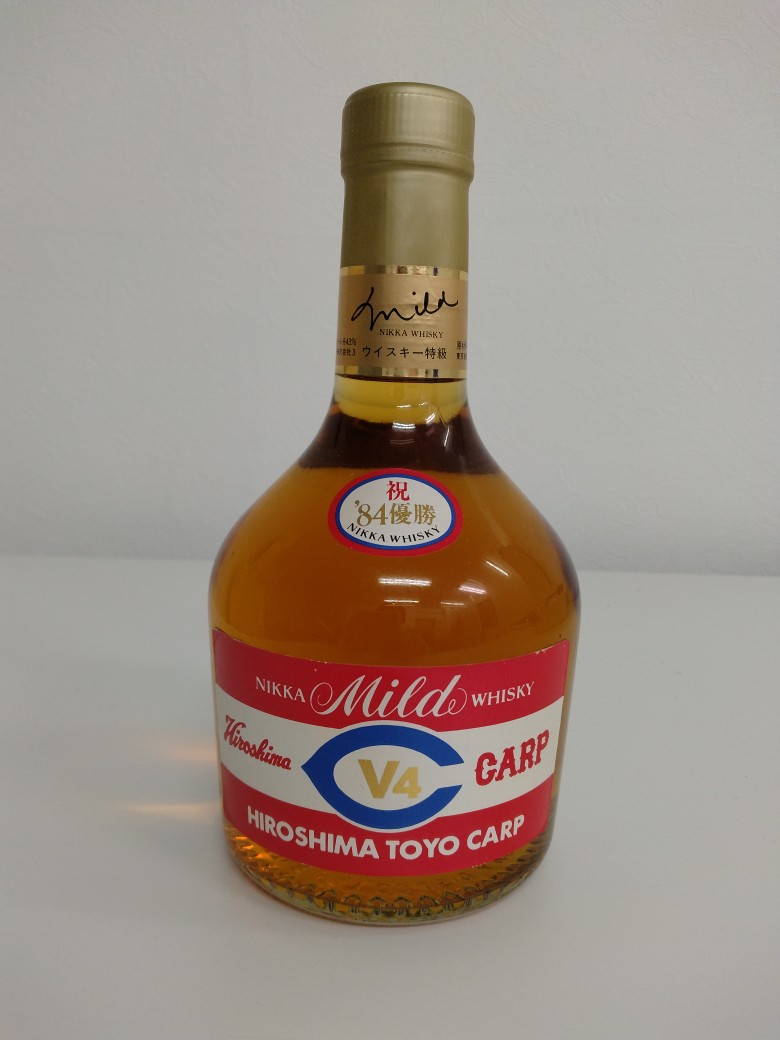 mild
NIKKA WHISKY
43%
ウイスキー特級
祝
'84優勝
NIKKA WHISKY
NIKKA Mild WHISKY
Hiroshima C V4 CARP
HIROSHIMA TOYO CARP